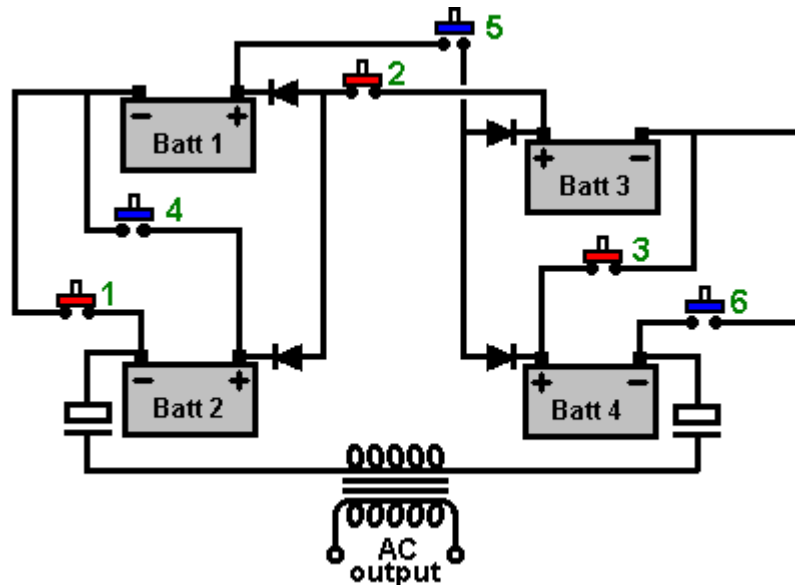 5
2
- +
Batt 1
+ -
Batt 3
4
3
1
6
- +
Batt 2
+ -
Batt 4
AC
output